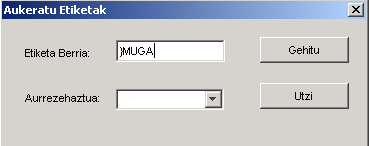 Aukeratu Etiketak
Etiketa Berria: )MUGA Gehitu
Aurrezehaztua: Utzi